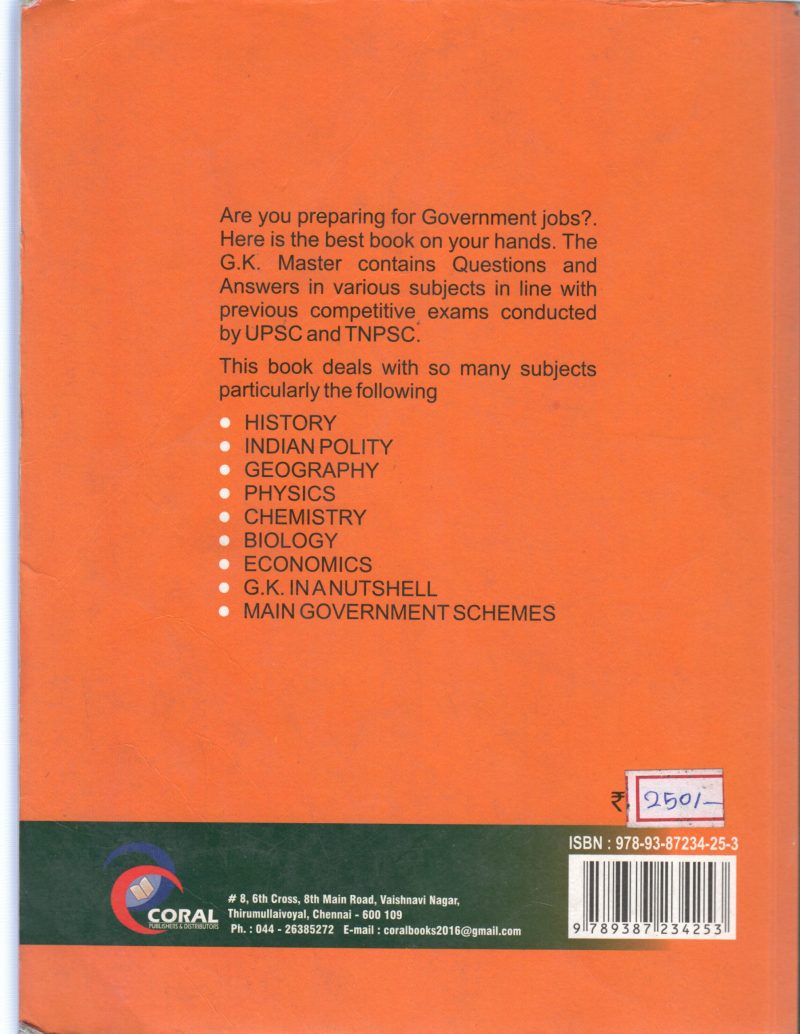 Are you preparing for Government jobs?.
Here is the best book on your hands. The
G.K. Master contains Questions and
Answers in various subjects in line with
previous competitive exams conducted
by UPSC and TNPSC.
This book deals with so many subjects
particularly the following
HISTORY
INDIAN POLITY
GEOGRAPHY
PHYSICS
CHEMISTRY
BIOLOGY
ECONOMICS
G.K. IN A NUTSHELL
MAIN GOVERNMENT SCHEMES
₹. 250/-
ISBN : 978-93-87234-25-3
9 789387 234253
CORAL
PUBLISHERS & DISTRIBUTORS
# 8, 6th Cross, 8th Main Road, Vaishnavi Nagar,
Thirumullaivoyal, Chennai - 600 109
Ph. : 044 - 26385272 E-mail : coralbooks2016@gmail.com